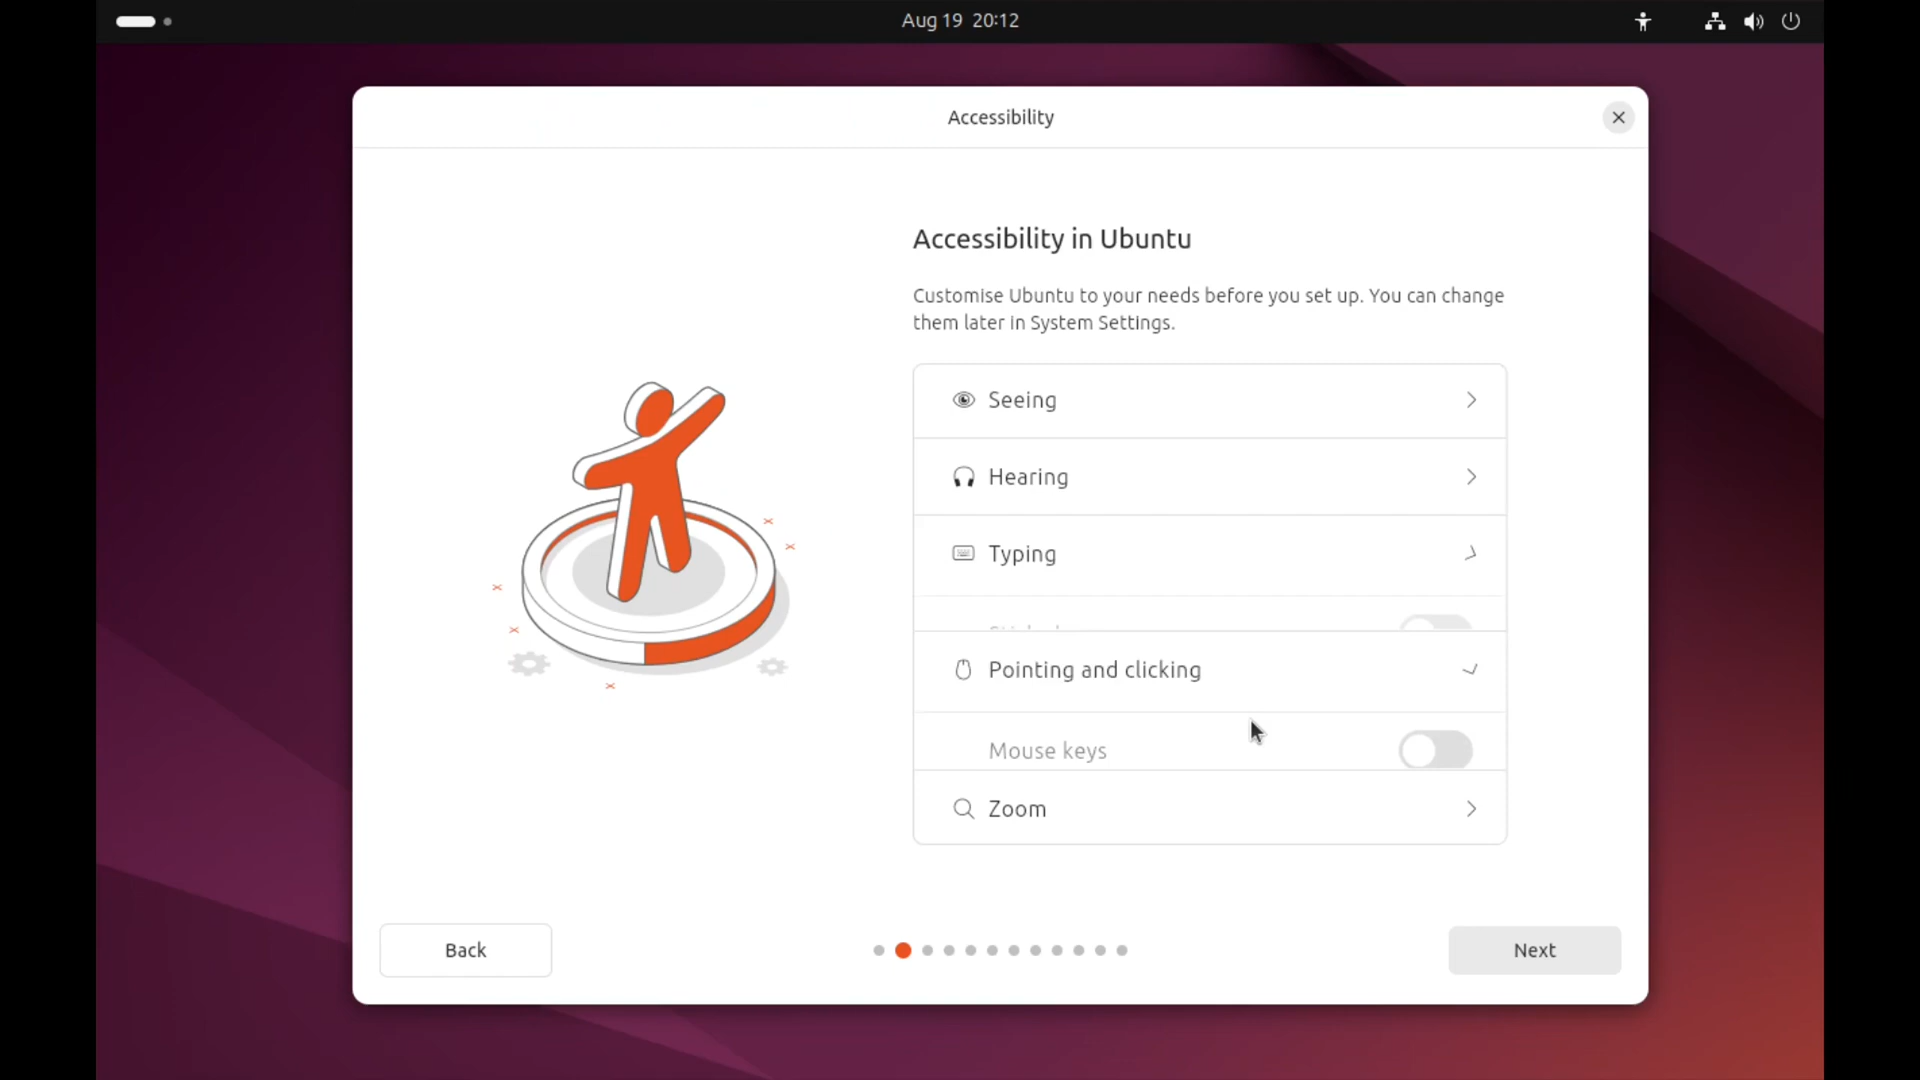 Aug 19 20:12
Accessibility
Accessibility in Ubuntu
Customise Ubuntu to your needs before you set up. You can change
them later in System Settings.
Seeing
Hearing
Typing
Pointing and clicking
Mouse keys
Zoom
Back
Next